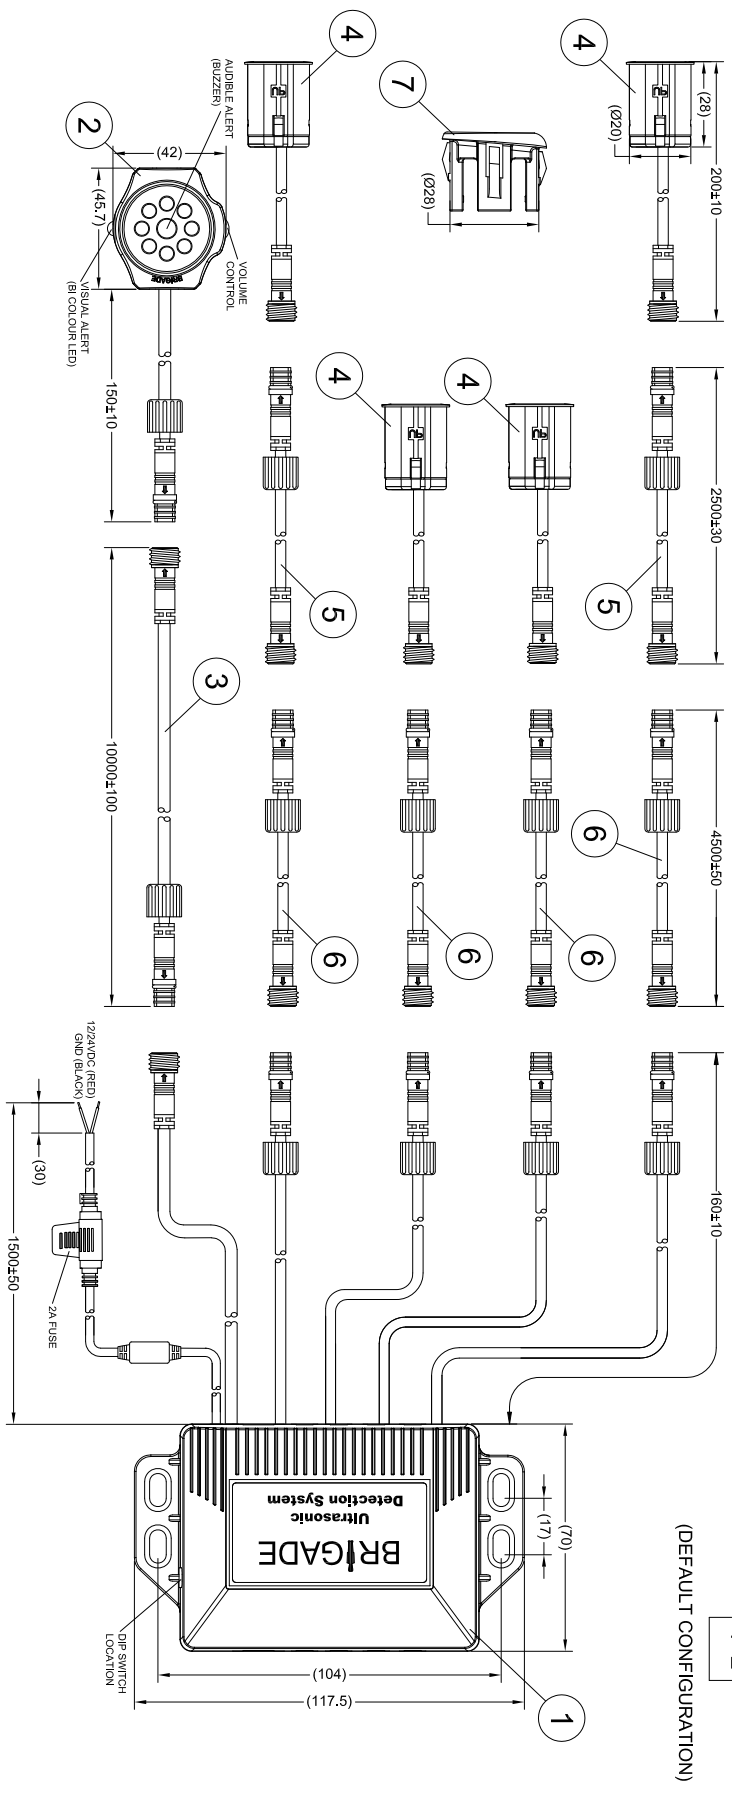 200±10
2500±30
4500±50
160±10
(28)
(DEFAULT CONFIGURATION)
(Ø20)
4
5
6
6
(70)
(17)
1
4
6
7
(Ø28)
4
4
5
6
BRIGADE
Ultrasonic
Detection System
(104)
(117.5)
3
AUDIBLE ALERT
(BUZZER)
VOLUME
CONTROL
BRIGADE
2
(42)
(45.7)
150±10
10000±100
VISUAL ALERT
(BI COLOUR LED)
DIP SWITCH
LOCATION
12/24VDC (RED)
GND (BLACK)
(30)
2A FUSE
1500±50